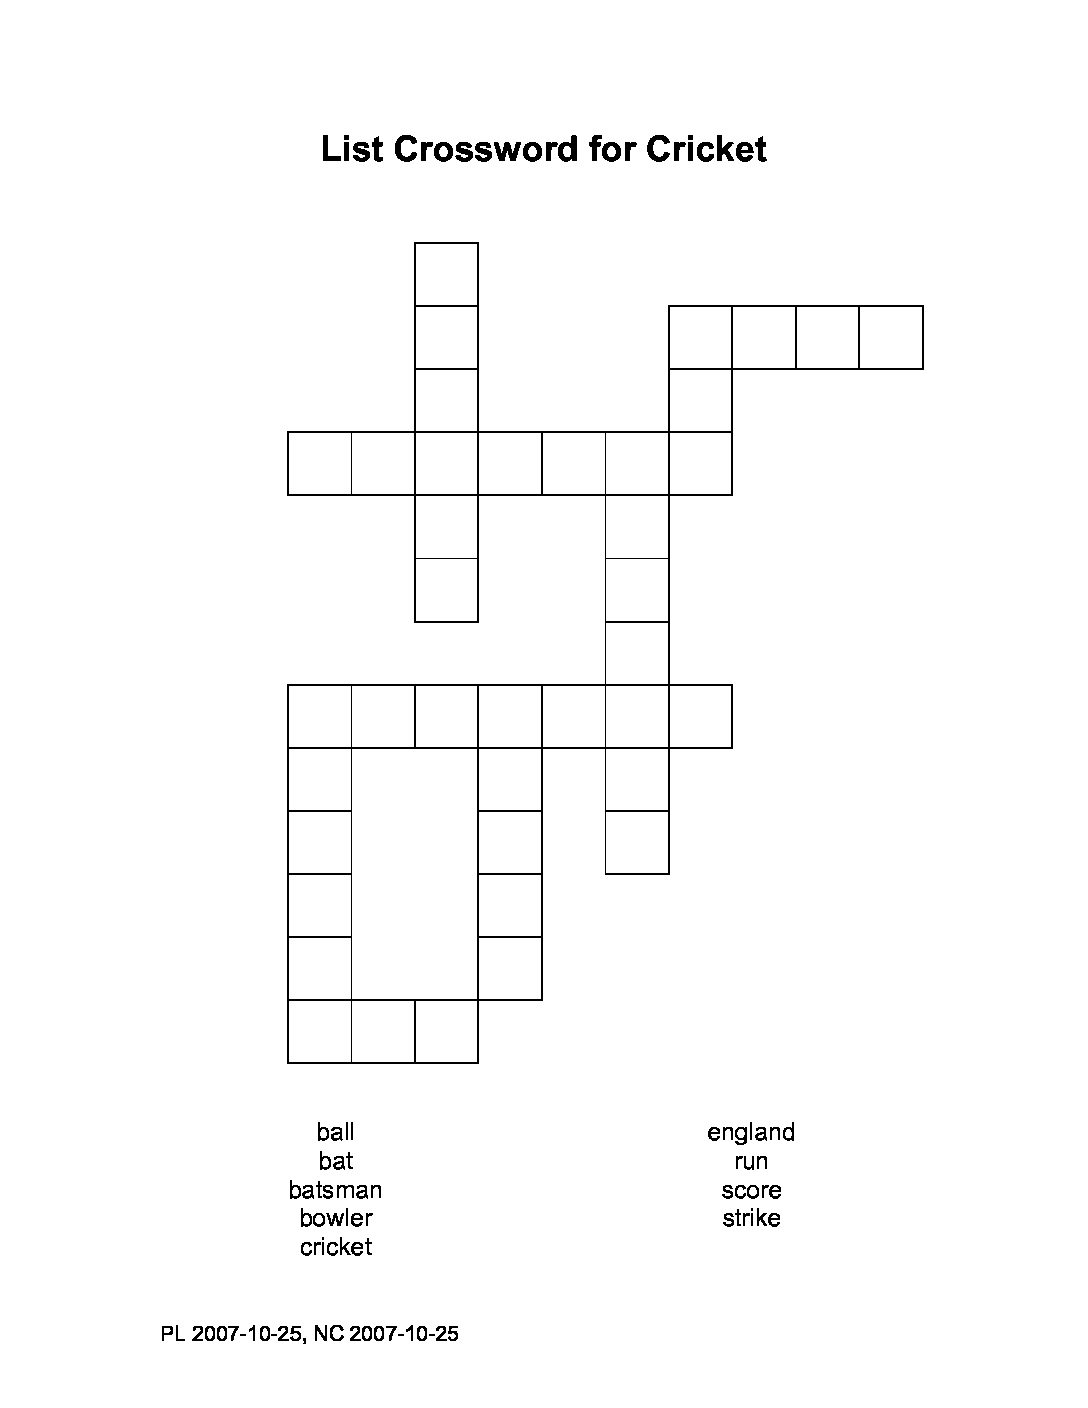 List Crossword for Cricket
ball
bat
batsman
bowler
cricket
england
run
score
strike
PL 2007-10-25, NC 2007-10-25